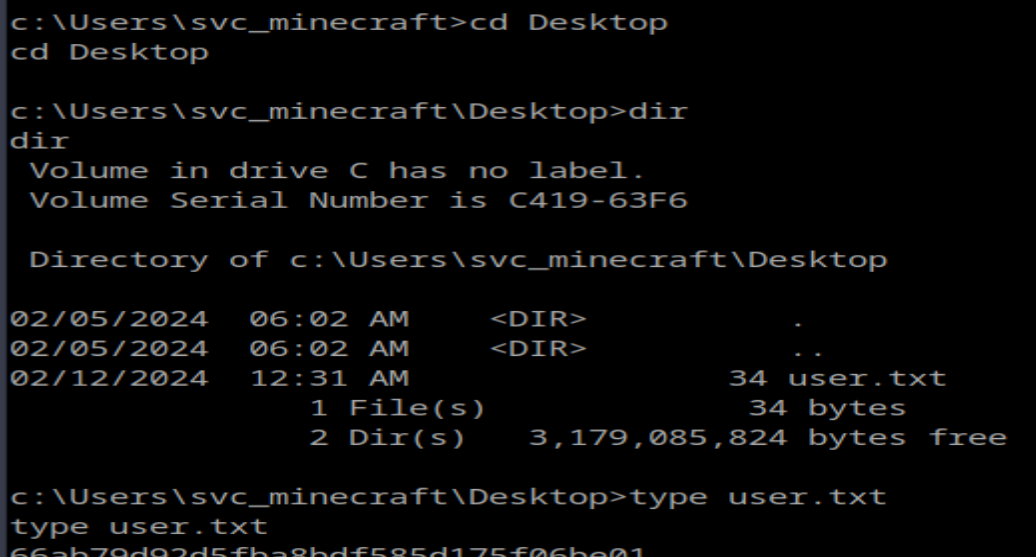 c:\Users\svc_minecraft>cd Desktop
cd Desktop
c:\Users\svc_minecraft\Desktop>dir
dir
 Volume in drive C has no label.
 Volume Serial Number is C419-63F6
 Directory of c:\Users\svc_minecraft\Desktop
02/05/2024  06:02 AM    <DIR>          .
02/05/2024  06:02 AM    <DIR>          ..
02/12/2024  12:31 AM                34 user.txt
               1 File(s)             34 bytes
               2 Dir(s)   3,179,085,824 bytes free
c:\Users\svc_minecraft\Desktop>type user.txt
type user.txt
66ab79d92d5fba8bdf585d175f06be01